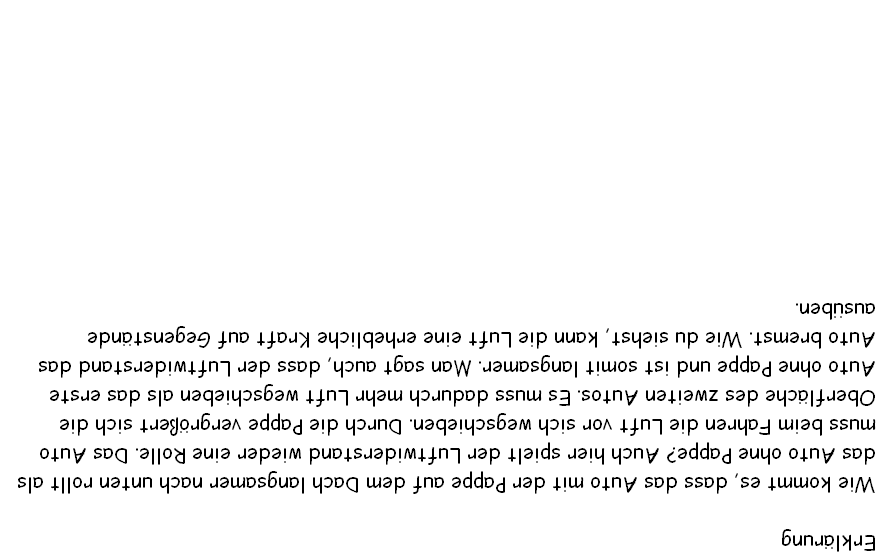 Erklärung
Wie kommt es, dass das Auto mit der Pappe auf dem Dach langsamer nach unten rollt als
das Auto ohne Pappe? Auch hier spielt der Luftwiderstand wieder eine Rolle. Das Auto
muss beim Fahren die Luft vor sich wegschieben. Durch die Pappe vergrößert sich die
Oberfläche des zweiten Autos. Es muss dadurch mehr Luft wegschieben als das erste
Auto ohne Pappe und ist somit langsamer. Man sagt auch, dass der Luftwiderstand das
Auto bremst. Wie du siehst, kann die Luft eine erhebliche Kraft auf Gegenstände
ausüben.